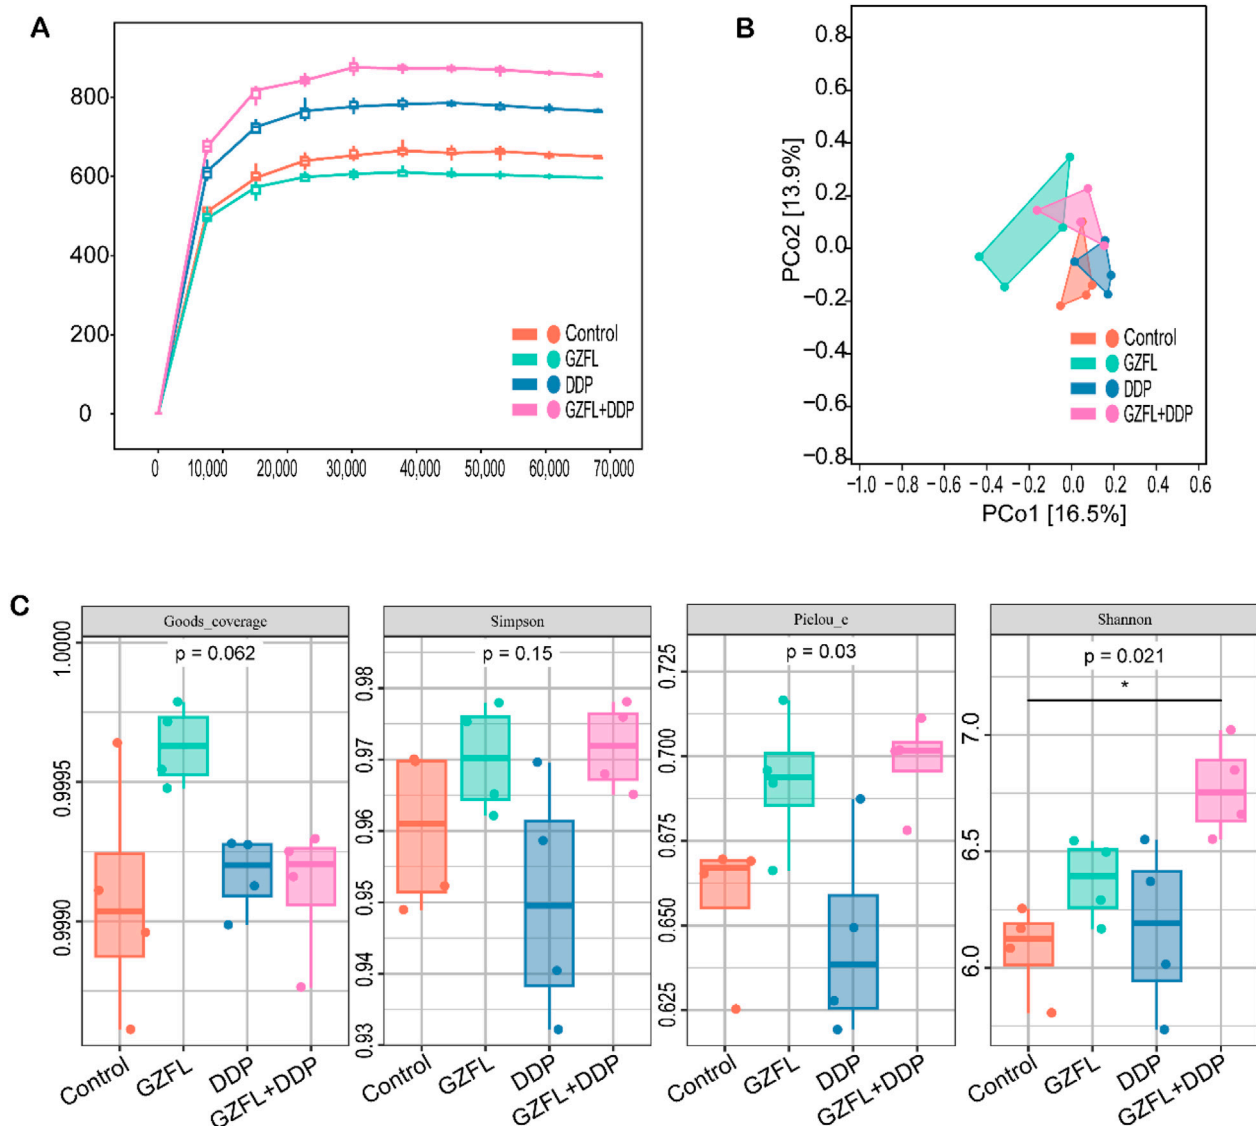 A
800
600
400
200
0
0 10,000 20,000 30,000 40,000 50,000 60,000 70,000
Control
GZFL
DDP
GZFL+DDP
B
PCo2 [13.9%]
0.8
0.6
0.4
0.2
0.0
−0.2
−0.4
−0.6
−0.8
−1.0 −0.8 −0.6 −0.4 −0.2 0.0 0.2 0.4 0.6
PCo1 [16.5%]
Control
GZFL
DDP
GZFL+DDP
C
Goods_coverage
p = 0.062
1.0000
0.9995
0.9990
Control GZFL DDP GZFL+DDP
Simpson
p = 0.15
0.98
0.97
0.96
0.95
0.94
0.93
Control GZFL DDP GZFL+DDP
Pielou_e
p = 0.03
0.725
0.700
0.675
0.650
0.625
Control GZFL DDP GZFL+DDP
Shannon
p = 0.021
*
7.0
6.5
6.0
Control GZFL DDP GZFL+DDP